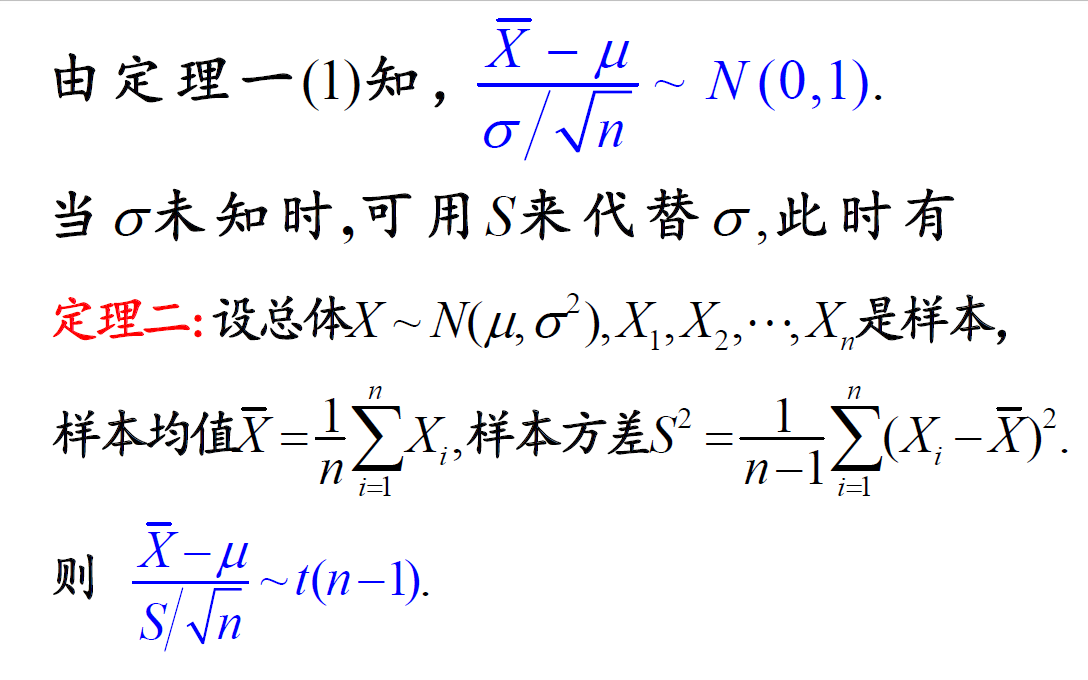 由定理一(1)知，$\frac{\overline{X}-\mu}{\sigma/\sqrt{n}} \sim N(0,1)$.
当σ未知时,可用S来代替σ,此时有
定理二:设总体$X \sim N(\mu,\sigma^2),X_1,X_2,\cdots,X_n$是样本,
样本均值$\overline{X}=\frac{1}{n}\sum_{i=1}^{n}X_i$,样本方差$S^2=\frac{1}{n-1}\sum_{i=1}^{n}(X_i-\overline{X})^2$.
则 $\frac{\overline{X}-\mu}{S/\sqrt{n}} \sim t(n-1)$.